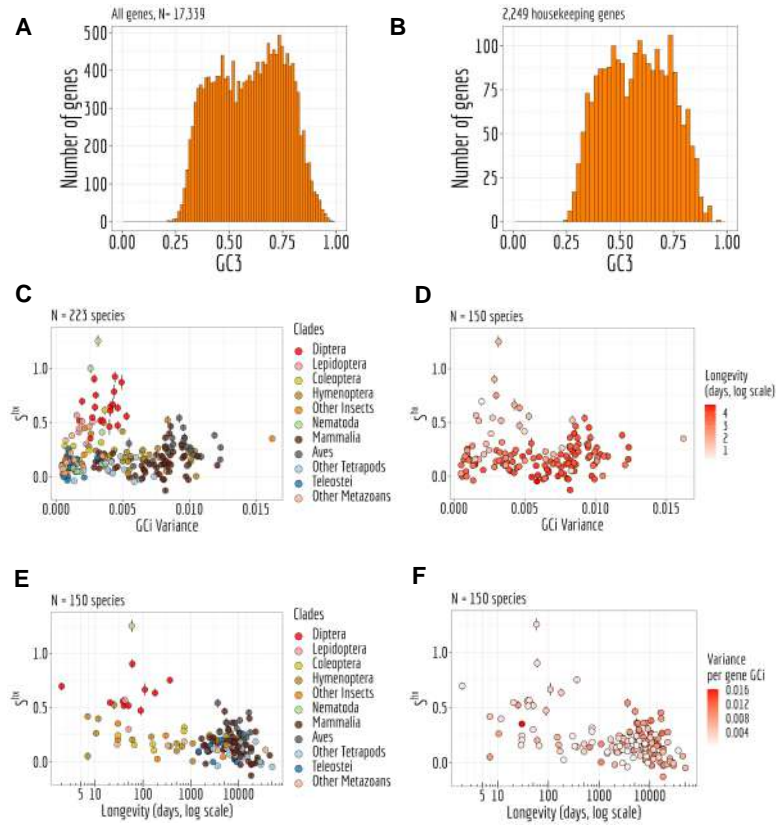 A
All genes, N= 17,339
Number of genes
500
400
300
200
100
0
0.00 0.25 0.50 0.75 1.00
GC3
B
2,249 housekeeping genes
Number of genes
100
75
50
25
0
0.00 0.25 0.50 0.75 1.00
GC3
C
N = 223 species
S^hx
1.0
0.5
0.0
0.000 0.005 0.010 0.015
GCi Variance
Clades
Diptera
Lepidoptera
Coleoptera
Hymenoptera
Other Insects
Nematoda
Mammalia
Aves
Other Tetrapods
Teleostei
Other Metazoans
D
N = 150 species
S^hx
1.0
0.5
0.0
0.000 0.005 0.010 0.015
GCi Variance
Longevity
(days, log scale)
4
3
2
1
E
N = 150 species
S^hx
1.0
0.5
0.0
5 10 100 1000 10000
Longevity (days, log scale)
Clades
Diptera
Lepidoptera
Coleoptera
Hymenoptera
Other Insects
Nematoda
Mammalia
Aves
Other Tetrapods
Teleostei
Other Metazoans
F
N = 150 species
S^hx
1.0
0.5
0.0
5 10 100 1000 10000
Longevity (days, log scale)
Variance
per gene GCi
0.016
0.012
0.008
0.004